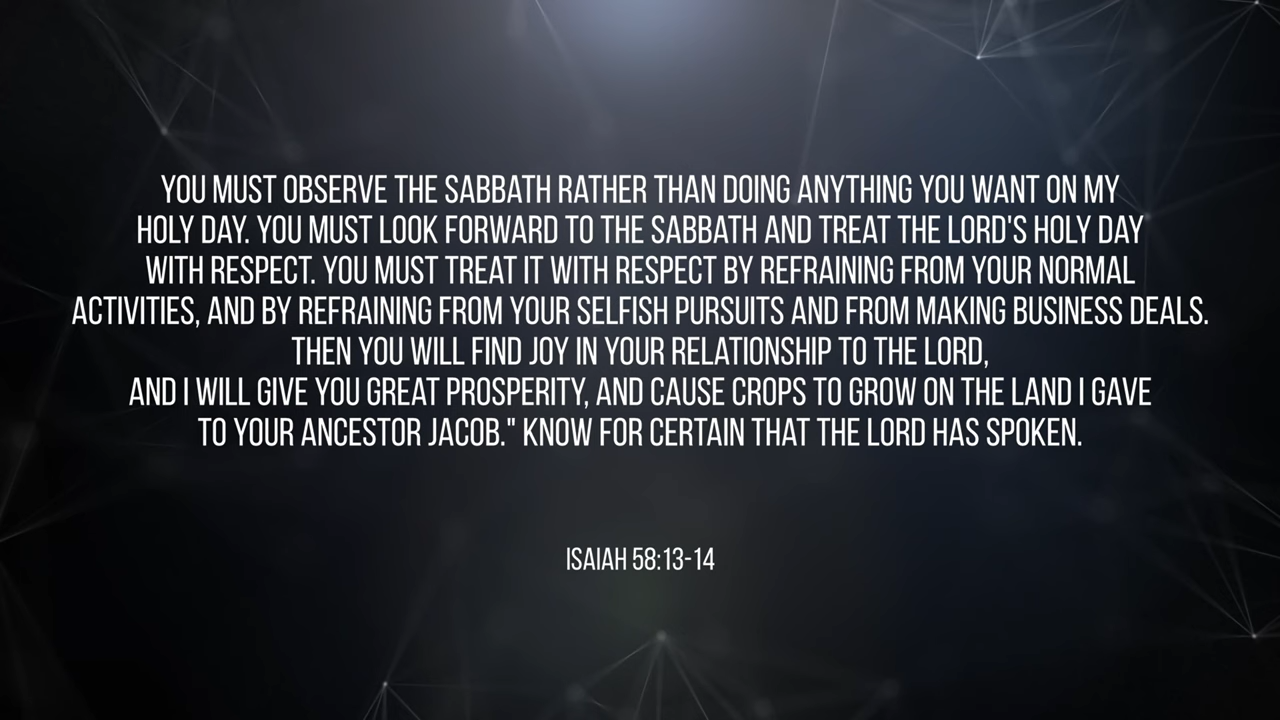 YOU MUST OBSERVE THE SABBATH RATHER THAN DOING ANYTHING YOU WANT ON MY
HOLY DAY. YOU MUST LOOK FORWARD TO THE SABBATH AND TREAT THE LORD'S HOLY DAY
WITH RESPECT. YOU MUST TREAT IT WITH RESPECT BY REFRAINING FROM YOUR NORMAL
ACTIVITIES, AND BY REFRAINING FROM YOUR SELFISH PURSUITS AND FROM MAKING BUSINESS DEALS.
THEN YOU WILL FIND JOY IN YOUR RELATIONSHIP TO THE LORD,
AND I WILL GIVE YOU GREAT PROSPERITY, AND CAUSE CROPS TO GROW ON THE LAND I GAVE
TO YOUR ANCESTOR JACOB." KNOW FOR CERTAIN THAT THE LORD HAS SPOKEN.
ISAIAH 58:13-14